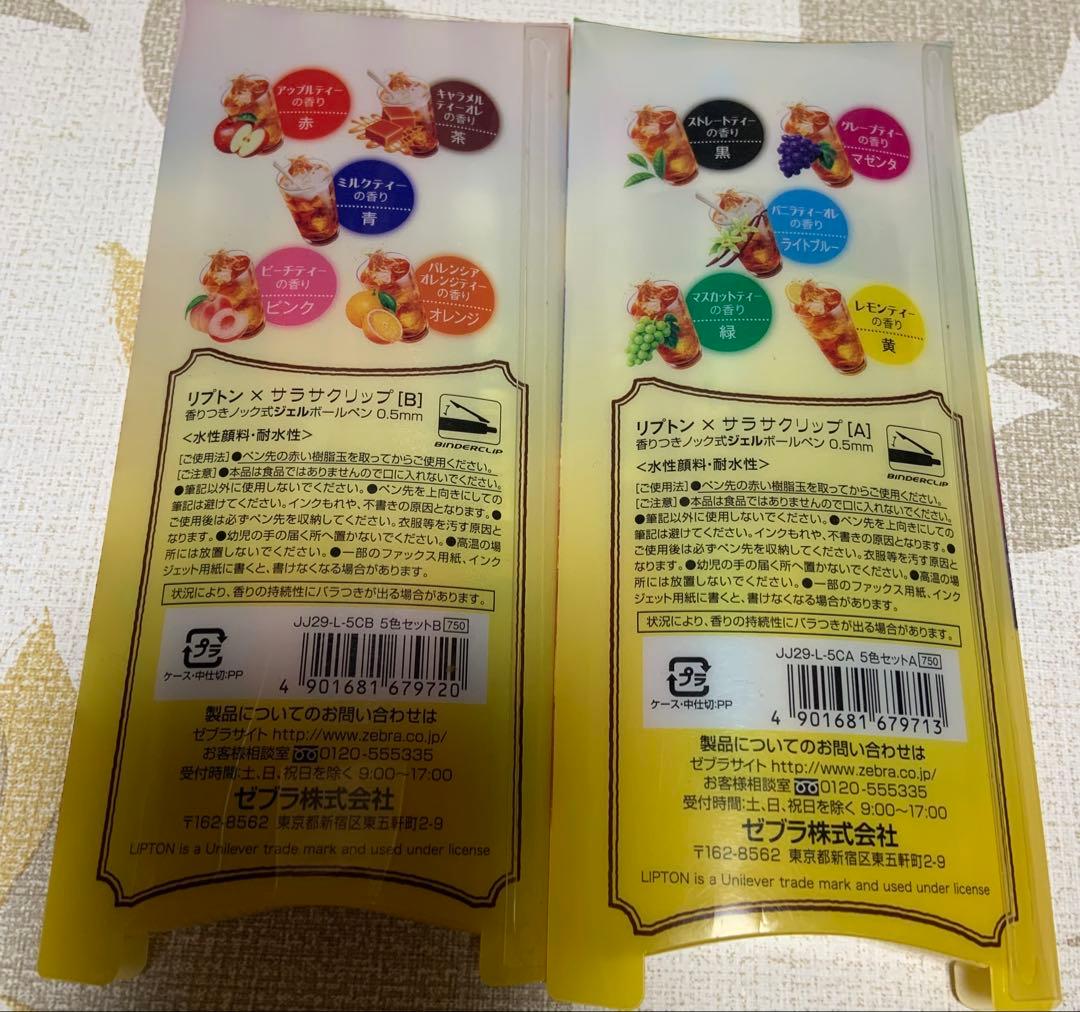 アップルティー
の香り
赤
キャラメル
ティーオレ
の香り
茶
ミルクティー
の香り
青
ピーチティー
の香り
ピンク
バレンシア
オレンジティー
の香り
オレンジ
リプトン × サラサクリップ [B]
香りつきノック式ジェルボールペン 0.5mm
<水性顔料・耐水性>
BINDERCLIP
[ご使用法]●ペン先の赤い樹脂玉を取ってからご使用ください。
[ご注意]●本品は食品ではありませんので口に入れないでください。
●筆記以外に使用しないでください。●ペン先を上向きにしての
筆記は避けてください。インクもれや、不書きの原因となります。●
ご使用後は必ずペン先を収納してください。衣服等を汚す原因と
なります。●幼児の手の届く所へ置かないでください。●高温の場
所には放置しないでください。●一部のファックス用紙、インク
ジェット用紙に書くと、書けなくなる場合があります。
状況により、香りの持続性にバラつきが出る場合があります。
JJ29-L-5CB 5色セットB 750
プラ
ケース・中仕切:PP
4 901681 679720
製品についてのお問い合わせは
ゼブラサイト http://www.zebra.co.jp/
お客様相談室 0120-555335
受付時間:土、日、祝日を除く 9:00〜17:00
ゼブラ株式会社
〒162-8562 東京都新宿区東五軒町2-9
LIPTON is a Unilever trade mark and used under license
ストレートティー
の香り
黒
グレープティー
の香り
マゼンタ
バニラティーオレ
の香り
ライトブルー
マスカットティー
の香り
緑
レモンティー
の香り
黄
リプトン × サラサクリップ [A]
香りつきノック式ジェルボールペン 0.5mm
<水性顔料・耐水性>
BINDERCLIP
[ご使用法]●ペン先の赤い樹脂玉を取ってからご使用ください。
[ご注意]●本品は食品ではありませんので口に入れないでください。
●筆記以外に使用しないでください。●ペン先を上向きにしての
筆記は避けてください。インクもれや、不書きの原因となります。●
ご使用後は必ずペン先を収納してください。衣服等を汚す原因と
なります。●幼児の手の届く所へ置かないでください。●高温の場
所には放置しないでください。●一部のファックス用紙、インク
ジェット用紙に書くと、書けなくなる場合があります。
状況により、香りの持続性にバラつきが出る場合があります。
JJ29-L-5CA 5色セットA 750
プラ
ケース・中仕切:PP
4 901681 679713
製品についてのお問い合わせは
ゼブラサイト http://www.zebra.co.jp/
お客様相談室 0120-555335
受付時間:土、日、祝日を除く 9:00〜17:00
ゼブラ株式会社
〒162-8562 東京都新宿区東五軒町2-9
LIPTON is a Unilever trade mark and used under license